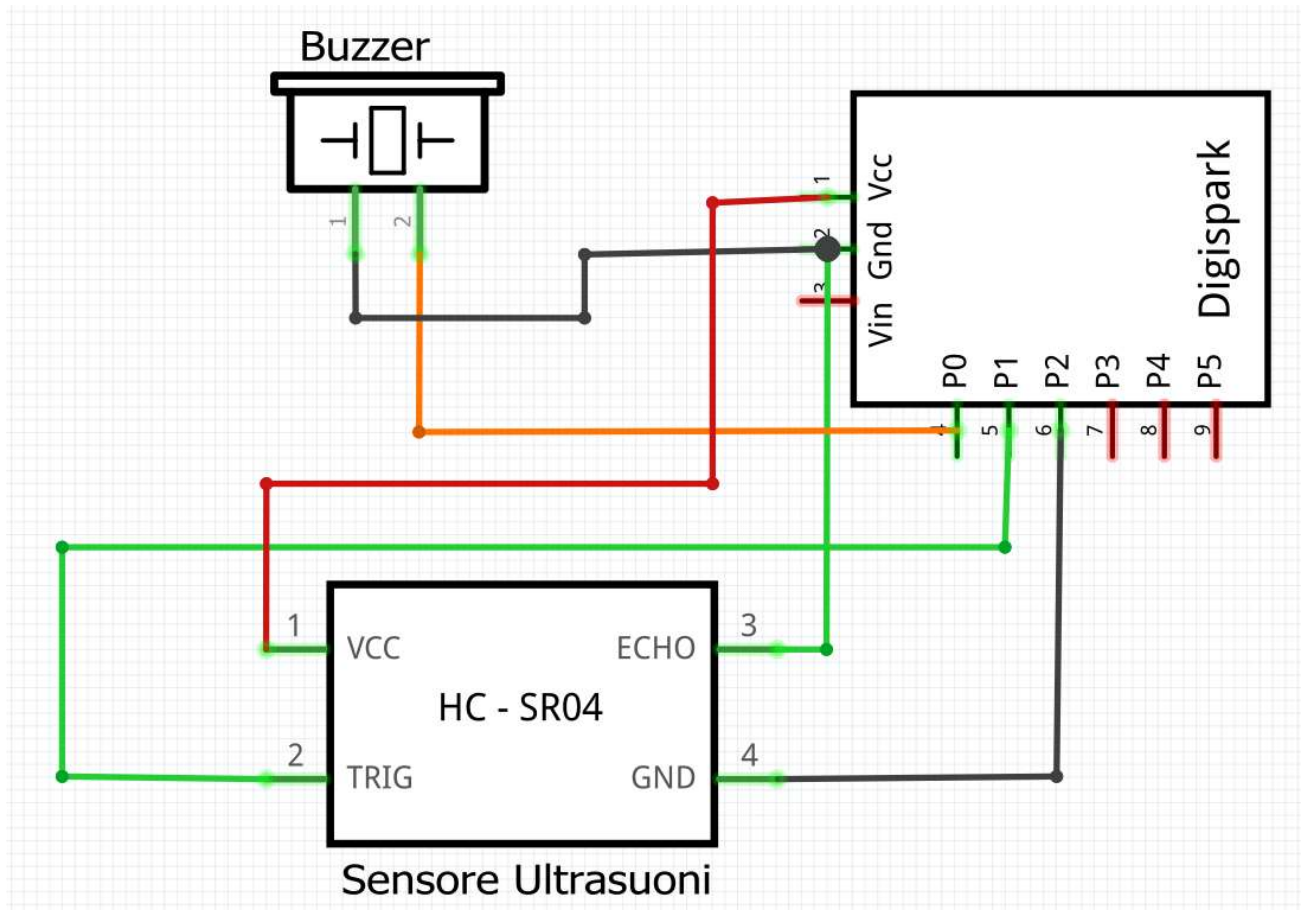 Buzzer
1
2
Digispark
1
Vcc
2
Gnd
3
Vin
P0
P1
P2
P3
P4
P5
4
5
6
7
8
9
1
VCC
ECHO
3
HC - SR04
2
TRIG
GND
4
Sensore Ultrasuoni